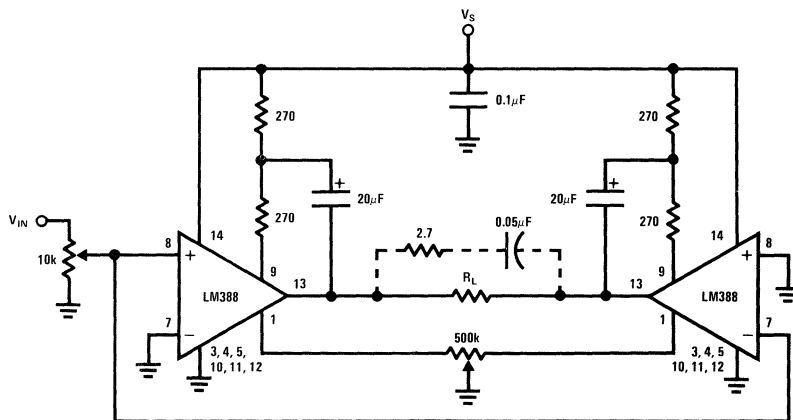 VS
0.1µF
270
270
20µF
20µF
270
270
VIN
10k
8
+
7
−
14
9
13
1
LM388
3, 4, 5,
10, 11, 12
2.7
0.05µF
RL
500k
14
9
13
1
LM388
+
8
−
7
3, 4, 5
10, 11, 12
+
+